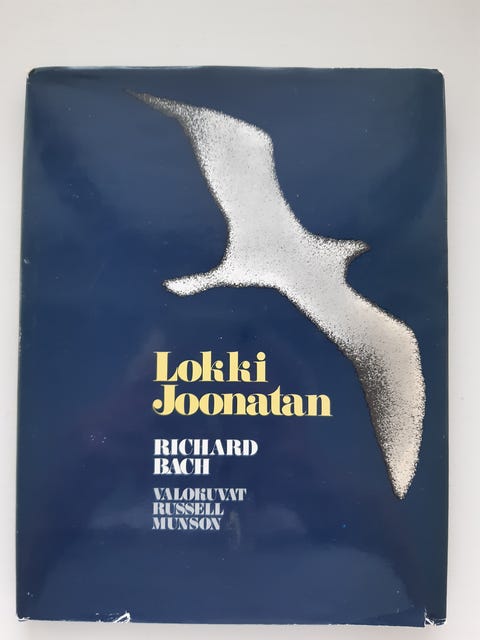 Lokki
Joonatan
RICHARD
BACH
VALOKUVAT
RUSSELL
MUNSON